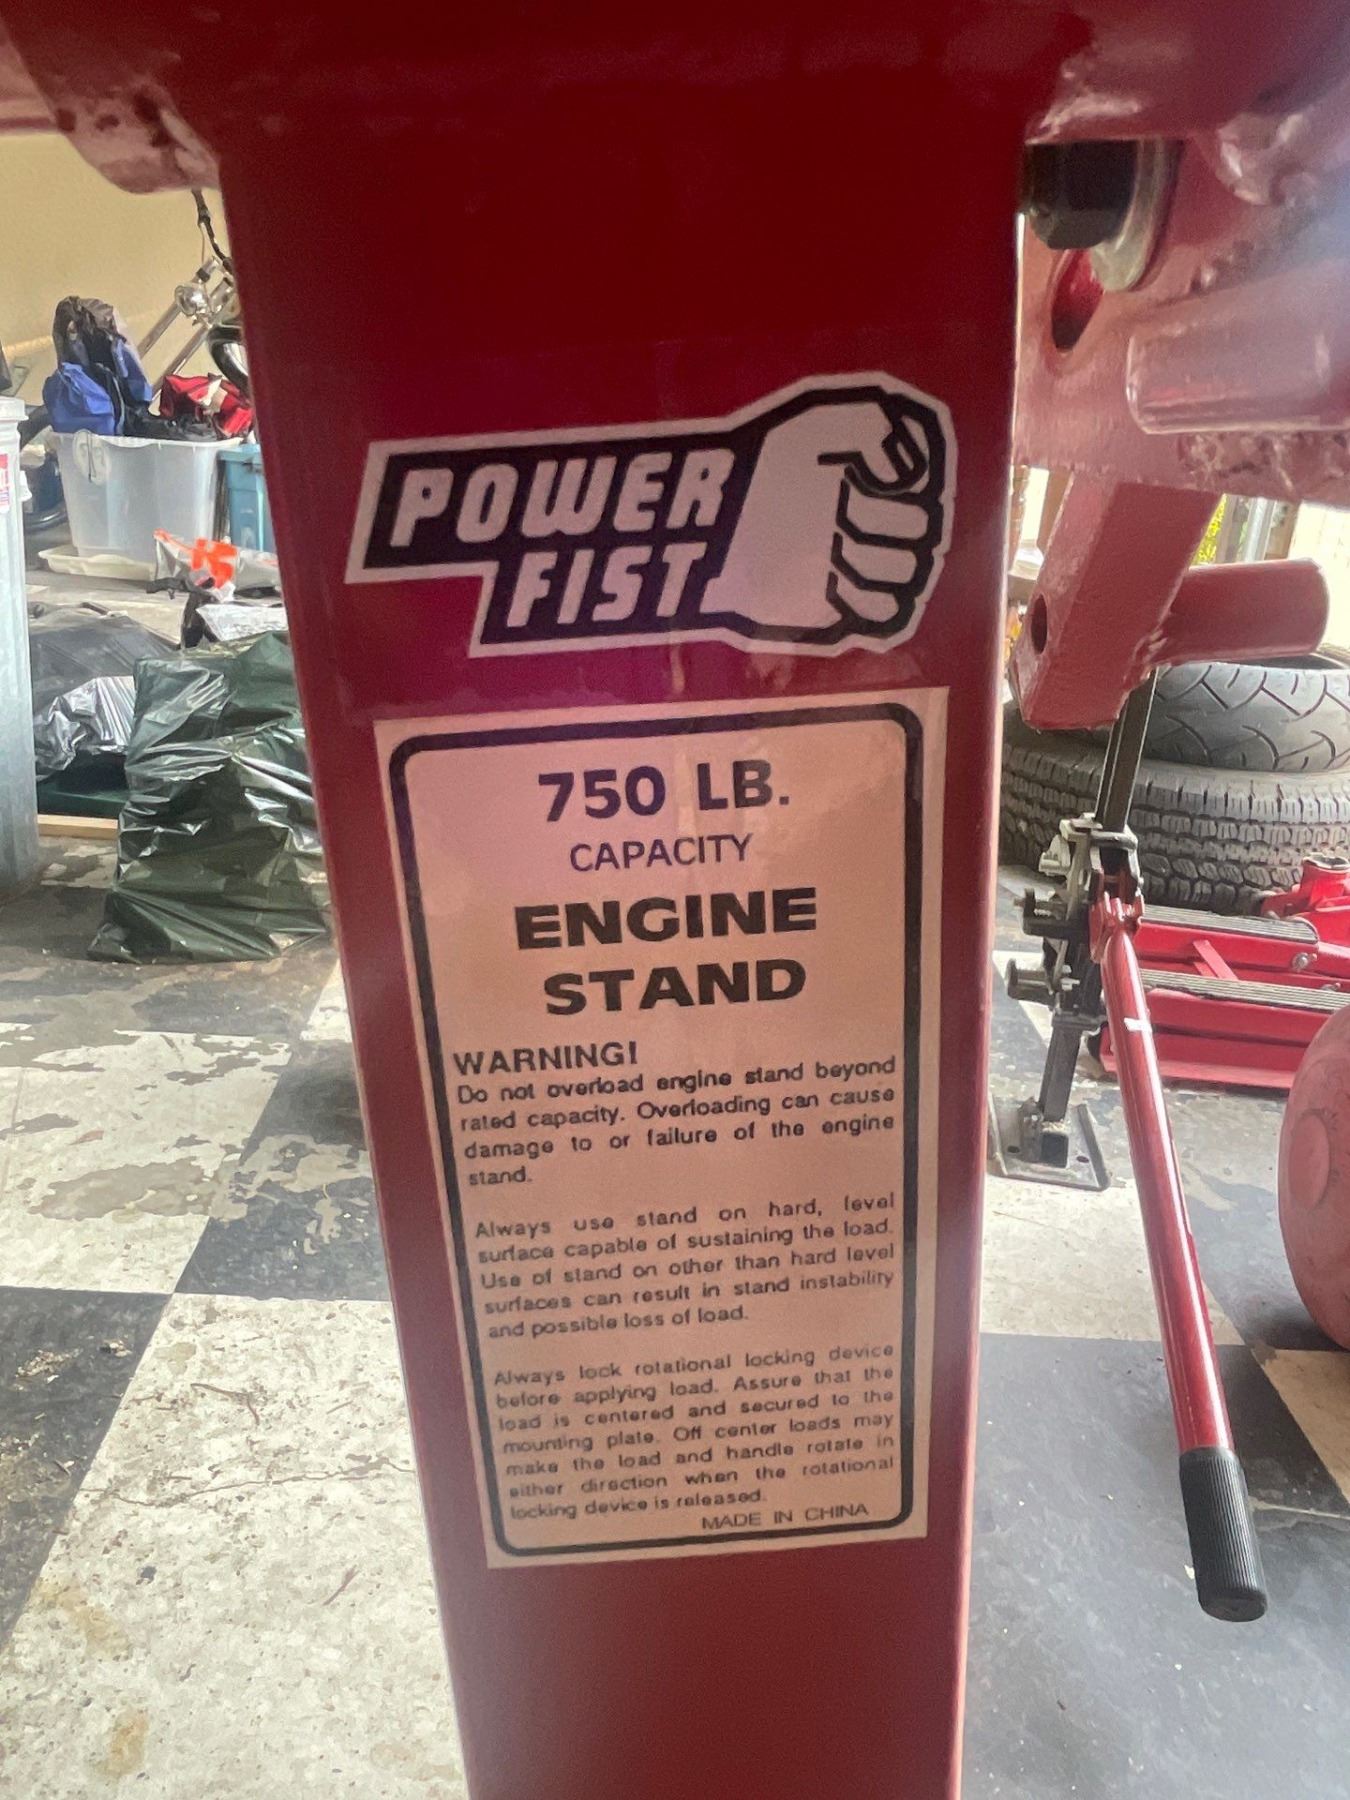 POWER
FIST
750 LB.
CAPACITY
ENGINE
STAND
WARNING!
Do not overload engine stand beyond
rated capacity. Overloading can cause
damage to or failure of the engine
stand.
Always use stand on hard, level
surface capable of sustaining the load.
Use of stand on other than hard level
surfaces can result in stand instability
and possible loss of load.
Always lock rotational locking device
before applying load. Assure that the
load is centered and secured to the
mounting plate. Off center loads may
make the load and handle rotate in
either direction when the rotational
locking device is released.
MADE IN CHINA